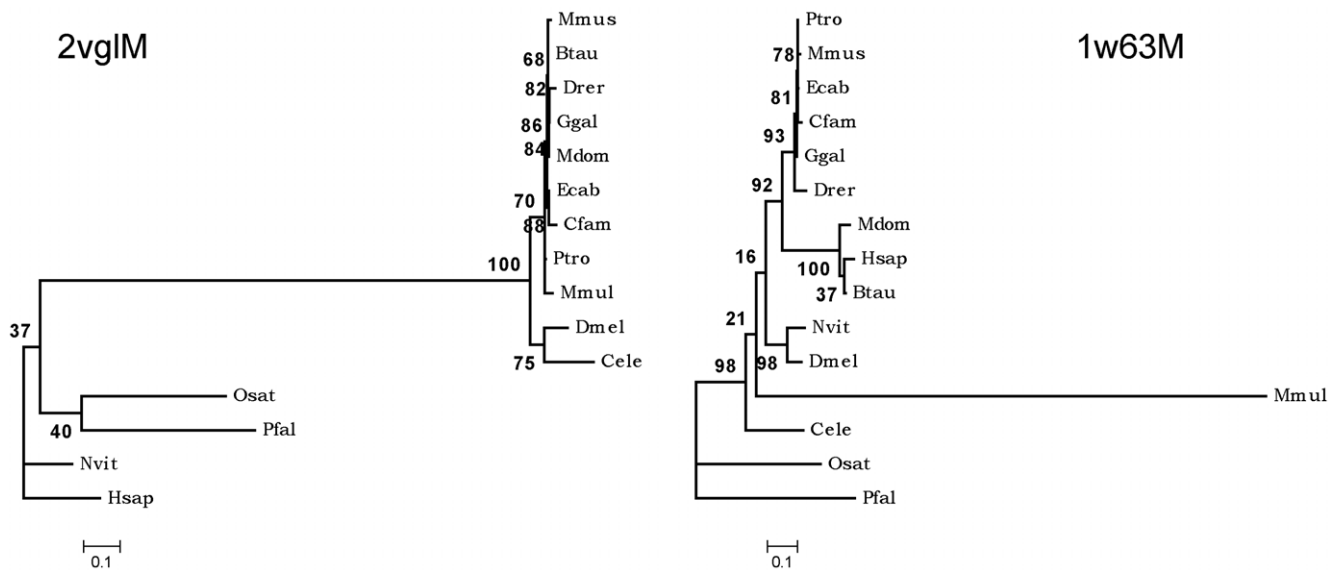 2vglM
Mmus
Btau
68
82
Drer
86
Ggal
84
Mdom
Ecab
70
88
Cfam
Ptro
100
Mmul
Dmel
37
75
Cele
Osat
40
Pfal
Nvit
Hsap
0.1
1w63M
Ptro
78
Mmus
Ecab
81
Cfam
93
Ggal
92
Drer
Mdom
16
100
Hsap
37
Btau
21
Nvit
98
98
Dmel
Mmul
Cele
Osat
Pfal
0.1